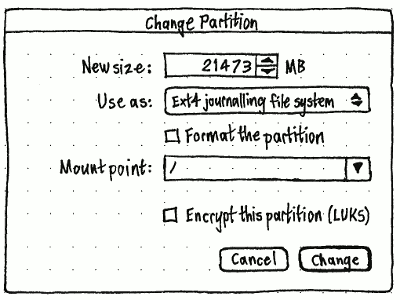 Change Partition
New size: 21473 MB
Use as: Ext4 journalling file system
Format the partition
Mount point: /
Encrypt this partition (LUKS)
Cancel Change